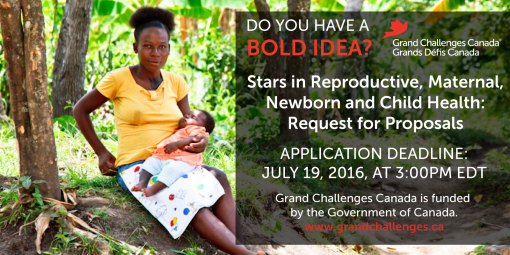 DO YOU HAVE A
BOLD IDEA?
Grand Challenges Canada®
Grands Défis Canada
Stars in Reproductive, Maternal,
Newborn and Child Health:
Request for Proposals
APPLICATION DEADLINE:
JULY 19, 2016, AT 3:00PM EDT
Grand Challenges Canada is funded
by the Government of Canada.
www.grandchallenges.ca